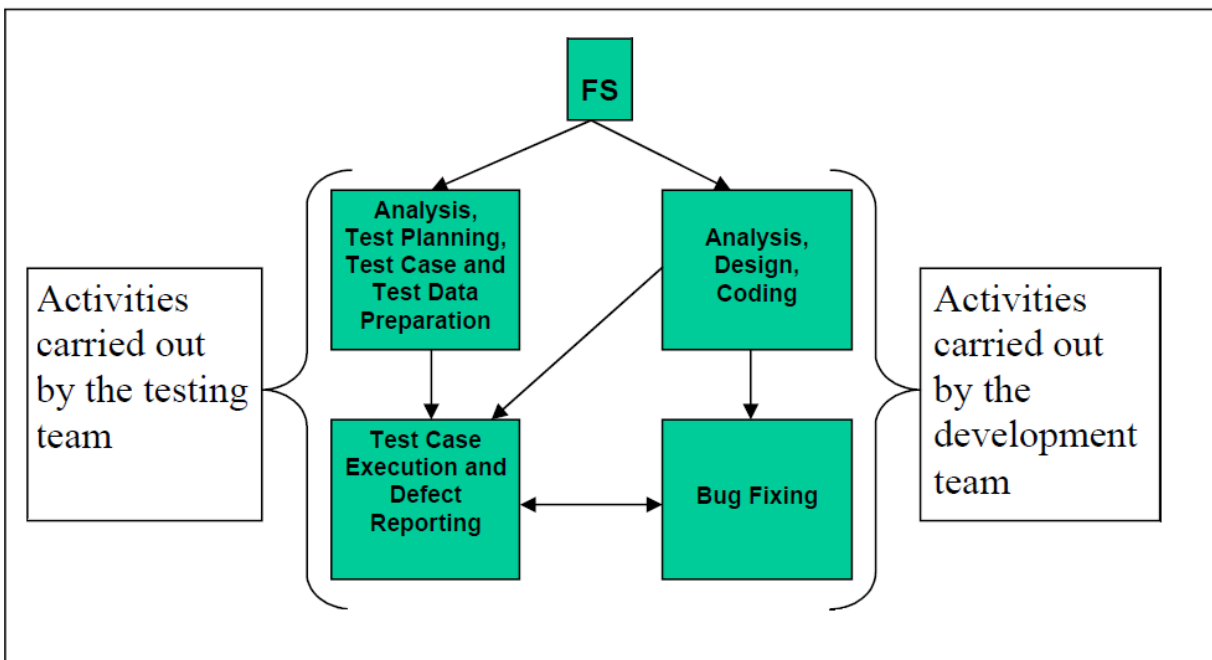 FS
Analysis,
Test Planning,
Test Case and
Test Data
Preparation
Analysis,
Design,
Coding
Activities
carried out
by the testing
team
Activities
carried out
by the
development
team
Test Case
Execution and
Defect
Reporting
Bug Fixing